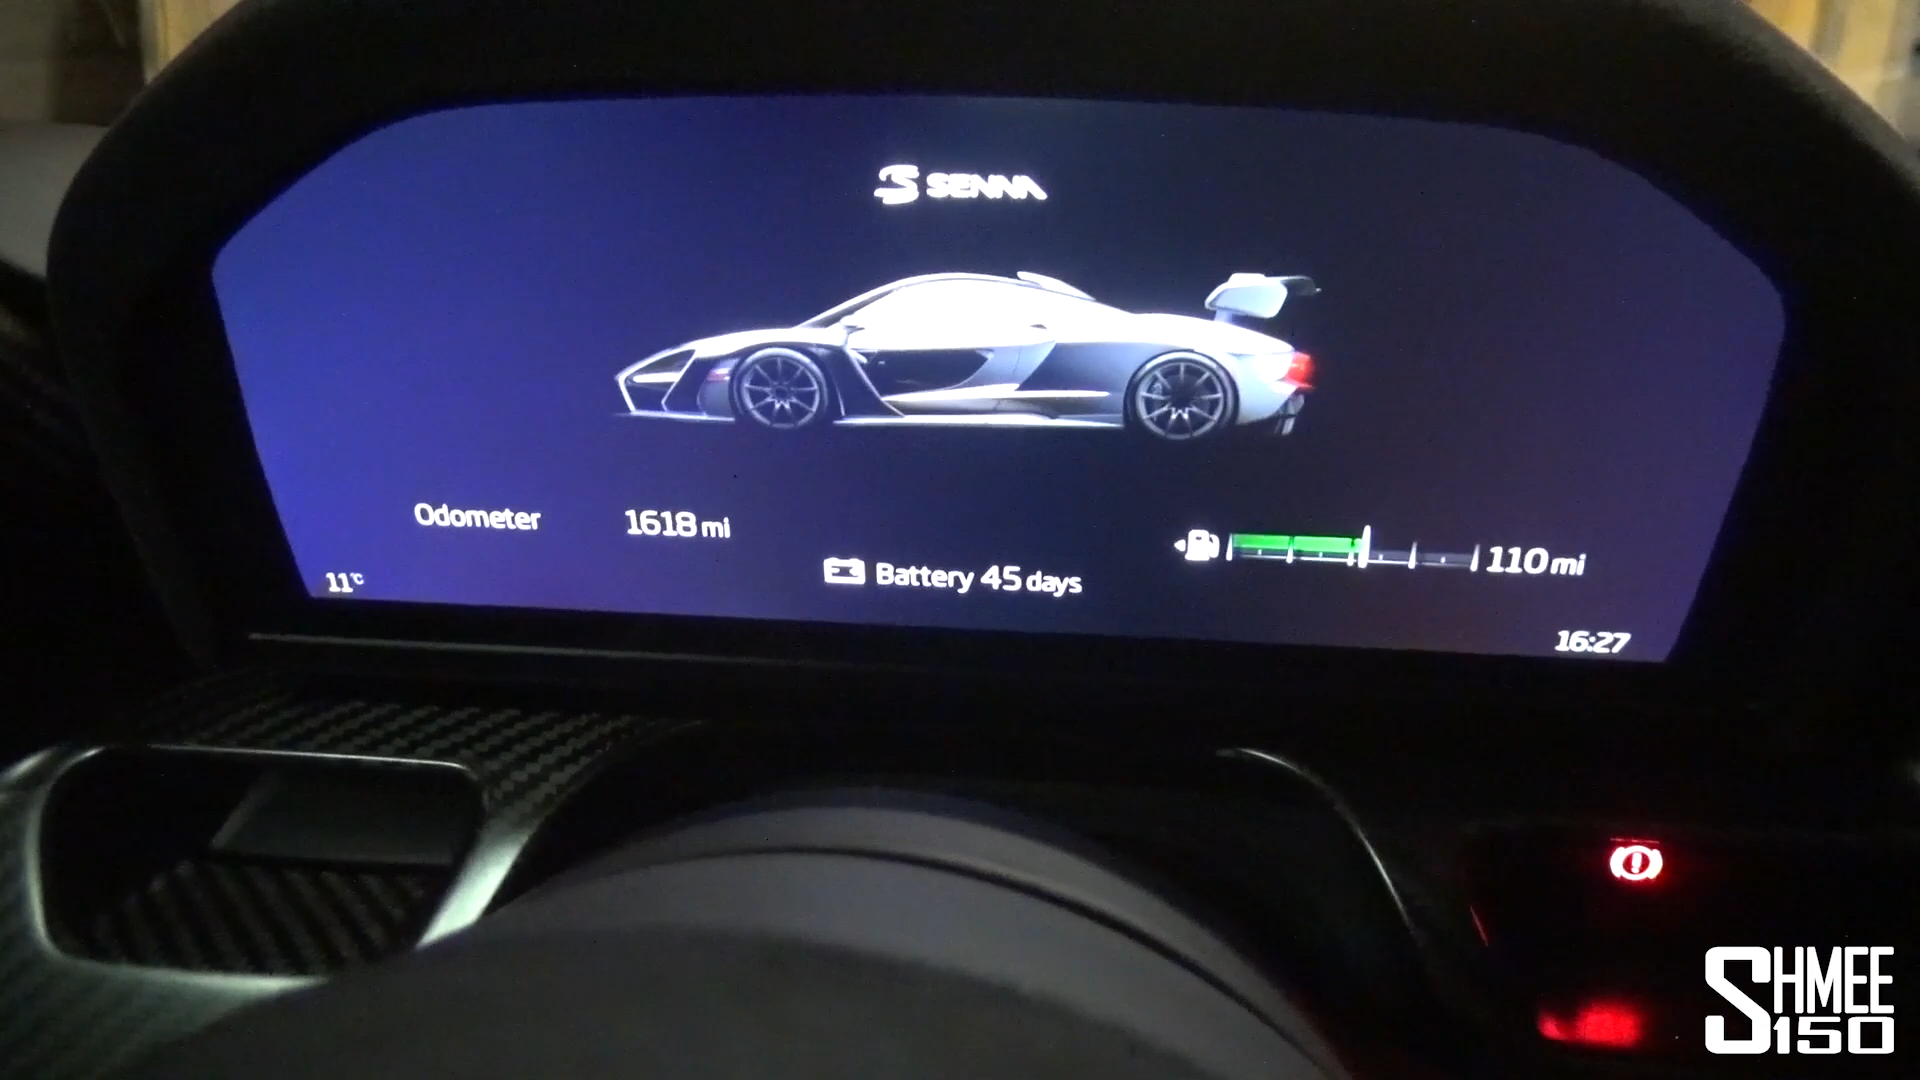 S SENNA
Odometer 1618 mi
Battery 45 days
110 mi
11°C
16:27
SHMEE
150